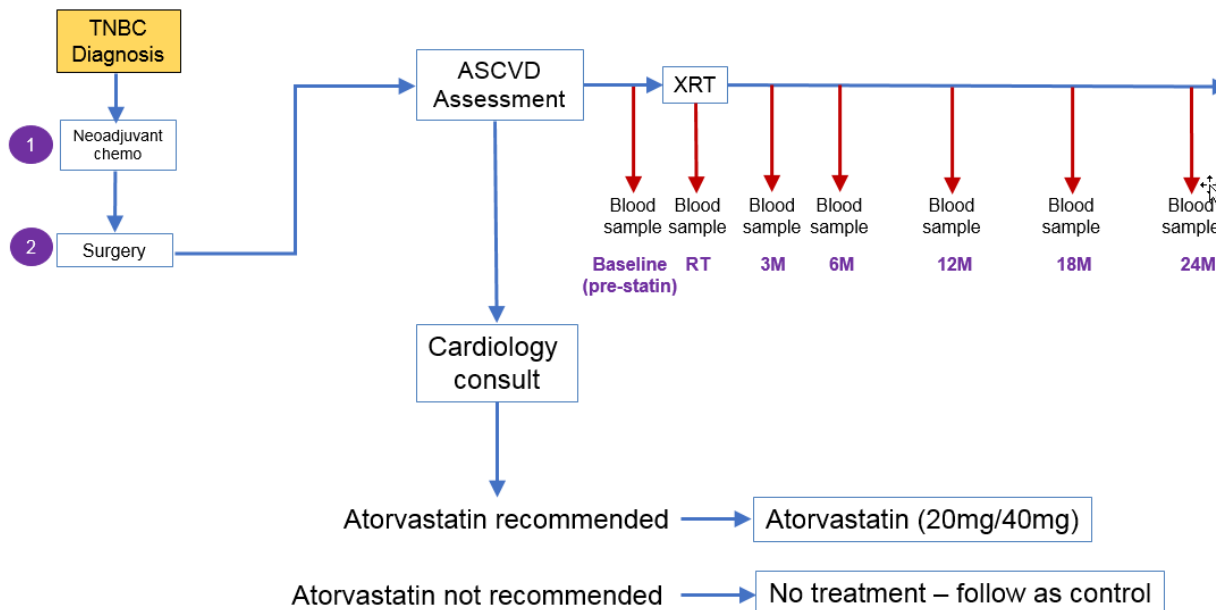 TNBC
Diagnosis
1
Neoadjuvant
chemo
2
Surgery
ASCVD
Assessment
XRT
Blood
sample
Baseline
(pre-statin)
Blood
sample
RT
Blood
sample
3M
Blood
sample
6M
Blood
sample
12M
Blood
sample
18M
Blood
sample
24M
Cardiology
consult
Atorvastatin recommended
Atorvastatin (20mg/40mg)
Atorvastatin not recommended
No treatment – follow as control